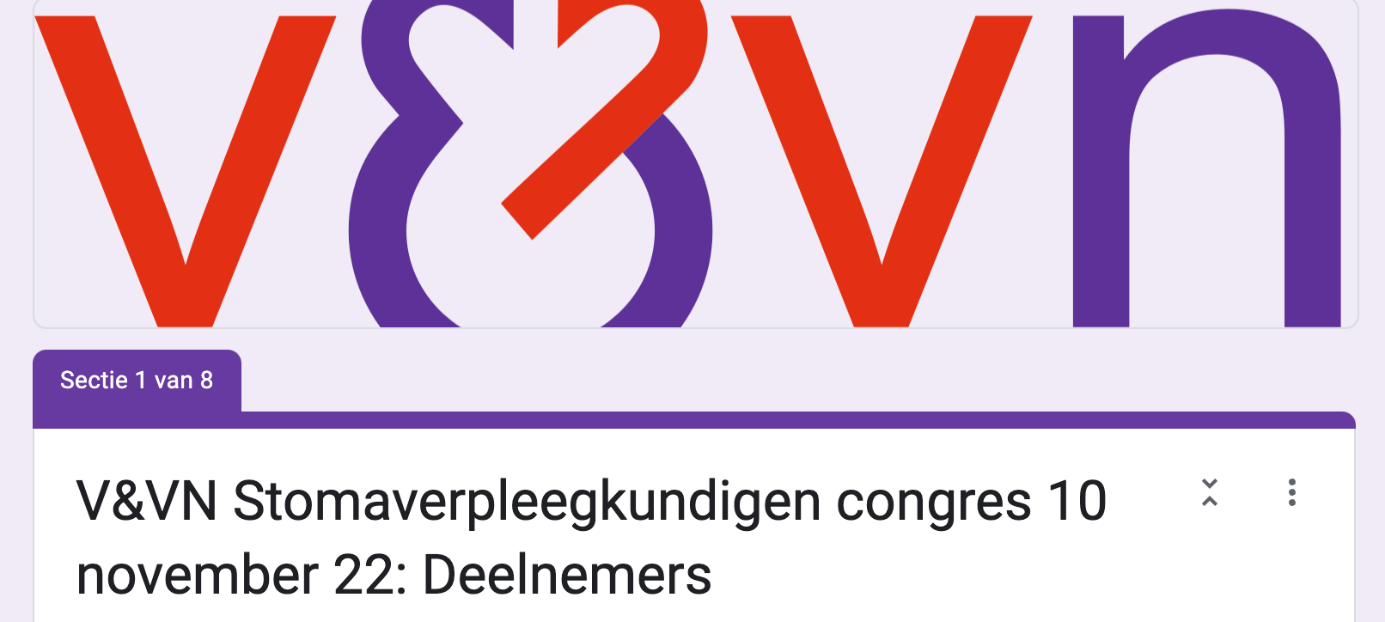 v&vn
Sectie 1 van 8
V&VN Stomaverpleegkundigen congres 10
november 22: Deelnemers